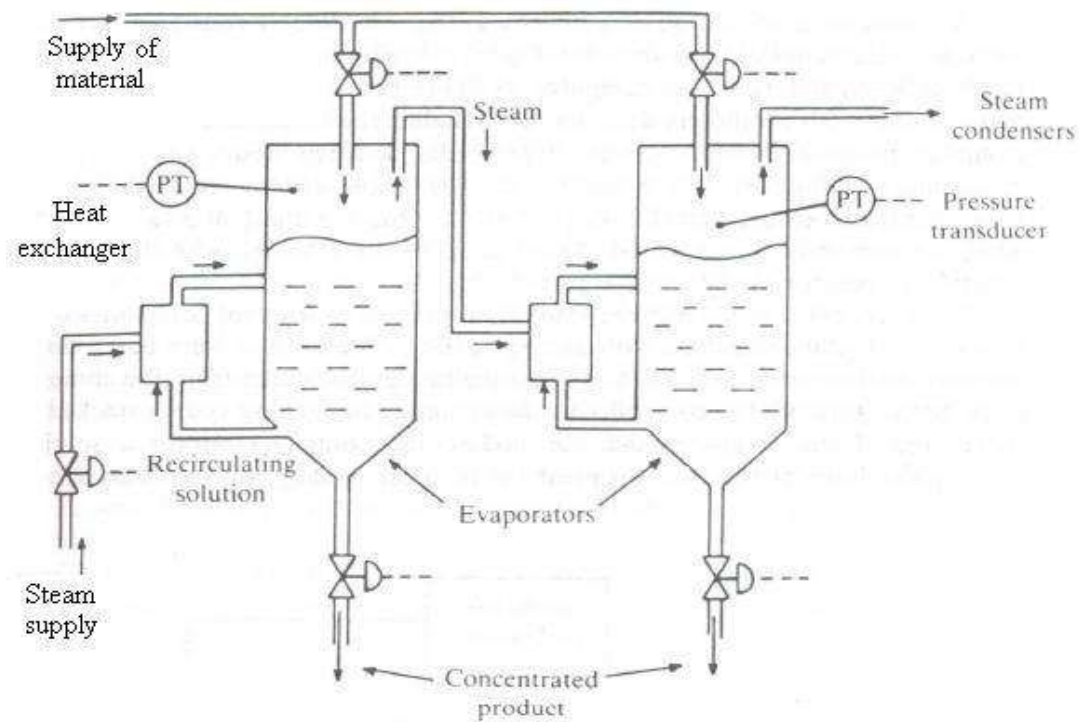 Supply of
material
Steam
Steam
condensers
PT
PT
Heat
exchanger
Pressure
transducer
Recirculating
solution
Evaporators
Steam
supply
Concentrated
product